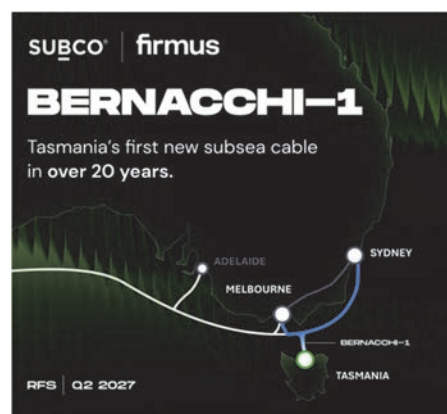 SUBCO® | firmus
BERNACCHI–1
Tasmania's first new subsea cable
in over 20 years.
SYDNEY
ADELAIDE
MELBOURNE
BERNACCHI–1
TASMANIA
RFS | Q2 2027